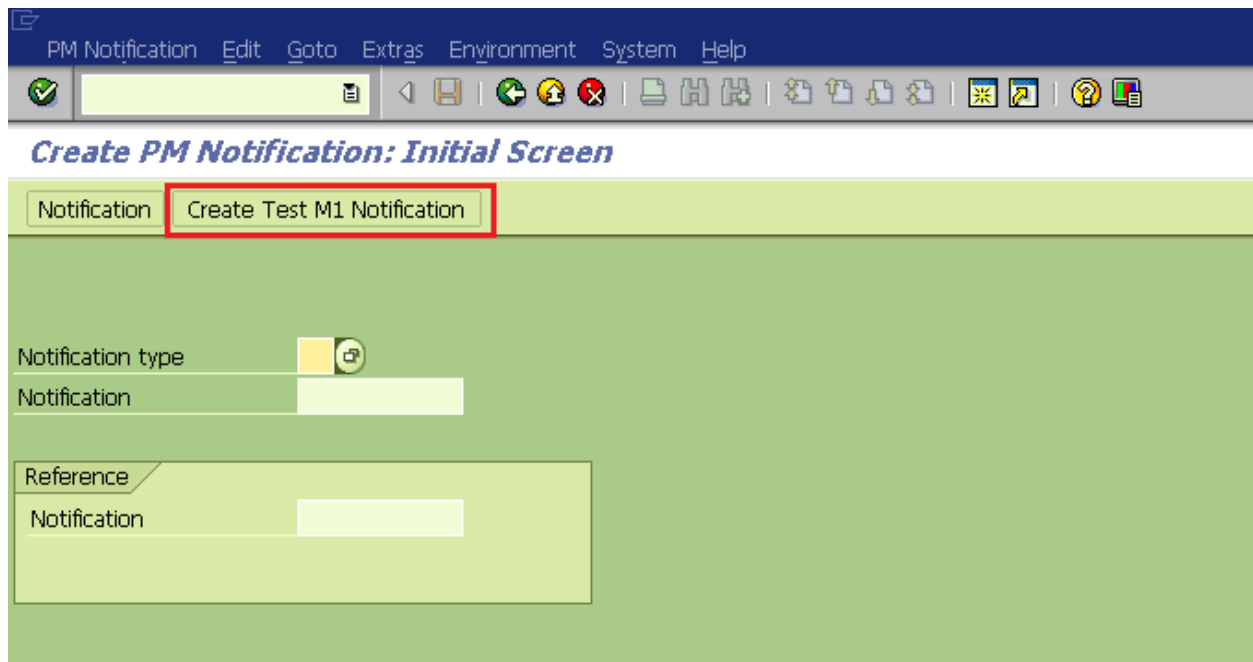 PM Notification Edit Goto Extras Environment System Help
Create PM Notification: Initial Screen
Notification Create Test M1 Notification
Notification type
Notification
Reference
Notification